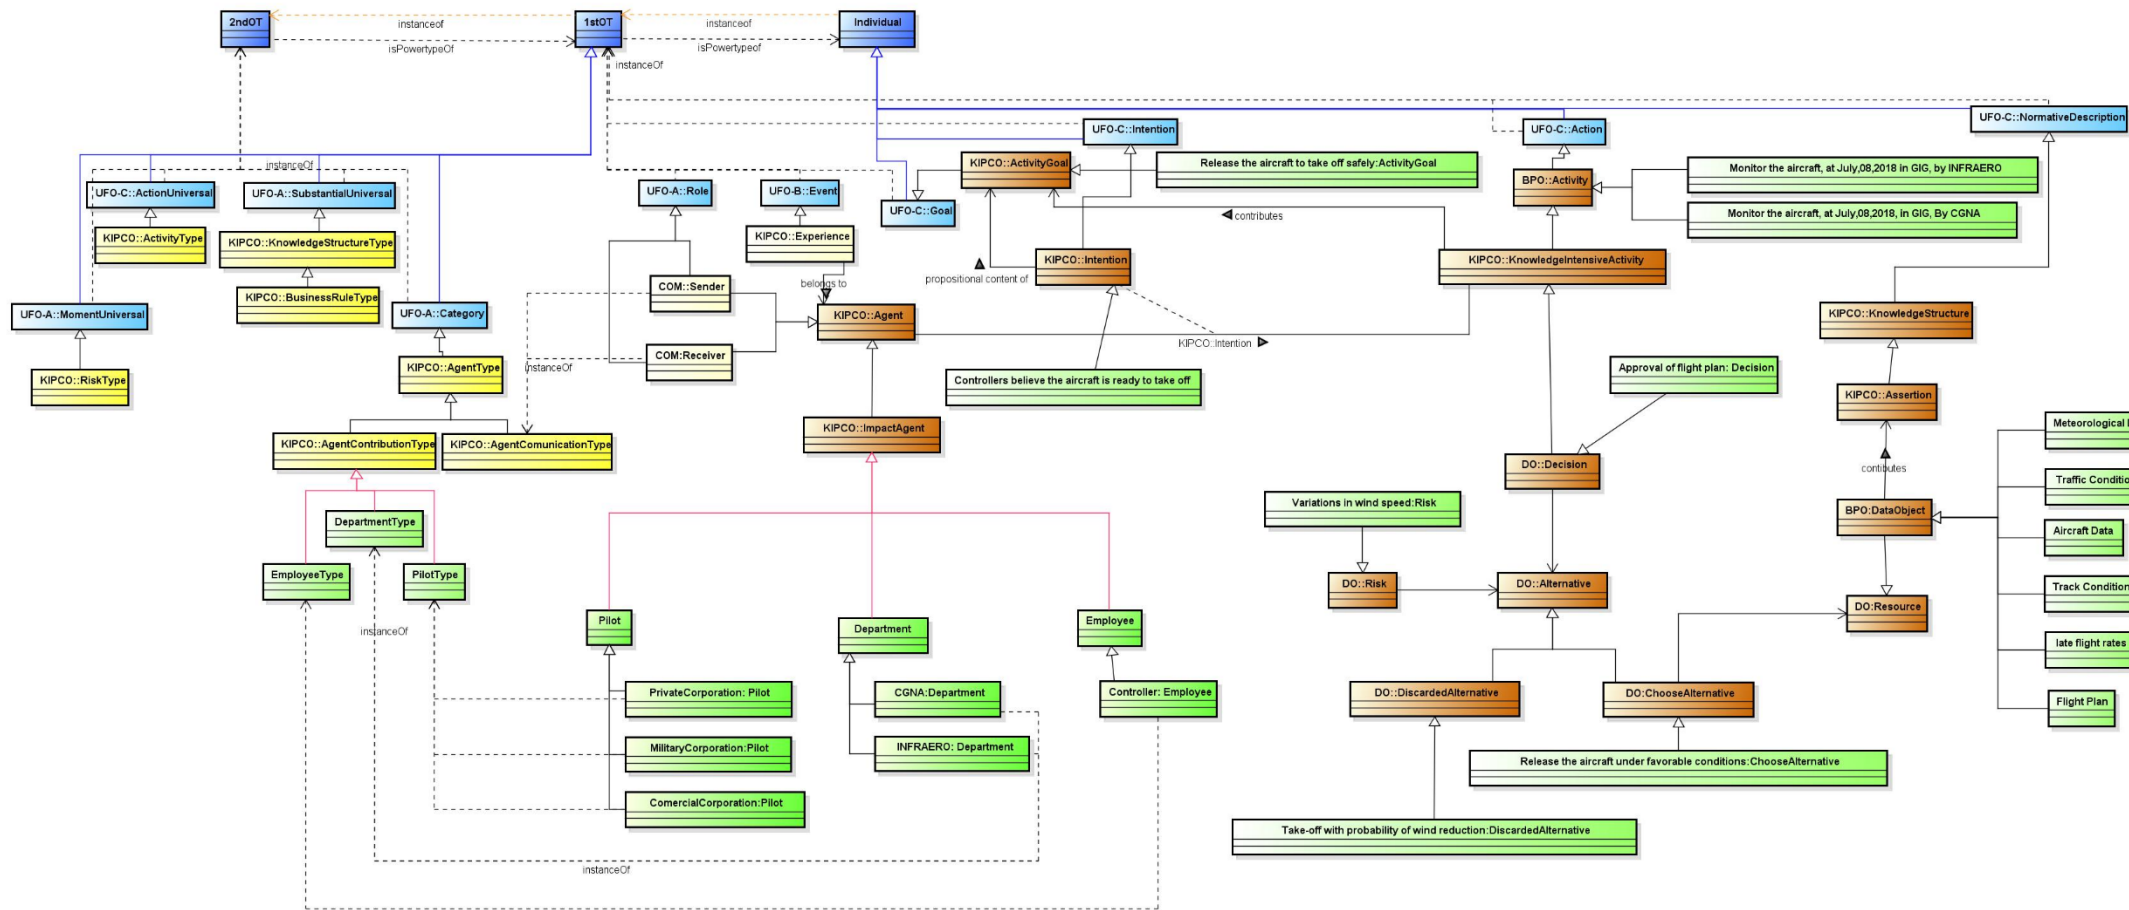 2ndOT
instanceof
1stOT
instanceof
Individual
isPowertypeOf
isPowertypeof
instanceOf
UFO-C::NormativeDescription
UFO-C::Intention
UFO-C::Action
KIPCO::ActivityGoal
Release the aircraft to take off safely:ActivityGoal
instanceOf
BPO::Activity
Monitor the aircraft, at July,08,2018 in GIG, by INFRAERO
UFO-C::ActionUniversal
UFO-A::SubstantialUniversal
UFO-A::Role
UFO-B::Event
UFO-C::Goal
contributes
Monitor the aircraft, at July,08,2018, in GIG, By CGNA
KIPCO::ActivityType
KIPCO::KnowledgeStructureType
KIPCO::Experience
KIPCO::Intention
KIPCO::KnowledgeIntensiveActivity
propositional content of
belongs to
COM::Sender
KIPCO::BusinessRuleType
UFO-A::MomentUniversal
UFO-A::Category
KIPCO::Agent
KIPCO::KnowledgeStructure
KIPCO::Intention
COM:Receiver
KIPCO::AgentType
instanceOf
KIPCO::RiskType
Controllers believe the aircraft is ready to take off
Approval of flight plan: Decision
KIPCO::Assertion
KIPCO::ImpactAgent
Meteorological
KIPCO::AgentContributionType
KIPCO::AgentComunicationType
DO::Decision
contibutes
Traffic Conditio
Variations in wind speed:Risk
BPO:DataObject
DepartmentType
Aircraft Data
EmployeeType
PilotType
DO::Risk
DO::Alternative
Track Condition
DO:Resource
instanceOf
Pilot
Department
Employee
late flight rates
PrivateCorporation: Pilot
CGNA:Department
Controller: Employee
DO::DiscardedAlternative
DO:ChooseAlternative
Flight Plan
MilitaryCorporation:Pilot
INFRAERO: Department
Release the aircraft under favorable conditions:ChooseAlternative
ComercialCorporation:Pilot
Take-off with probability of wind reduction:DiscardedAlternative
instanceOf